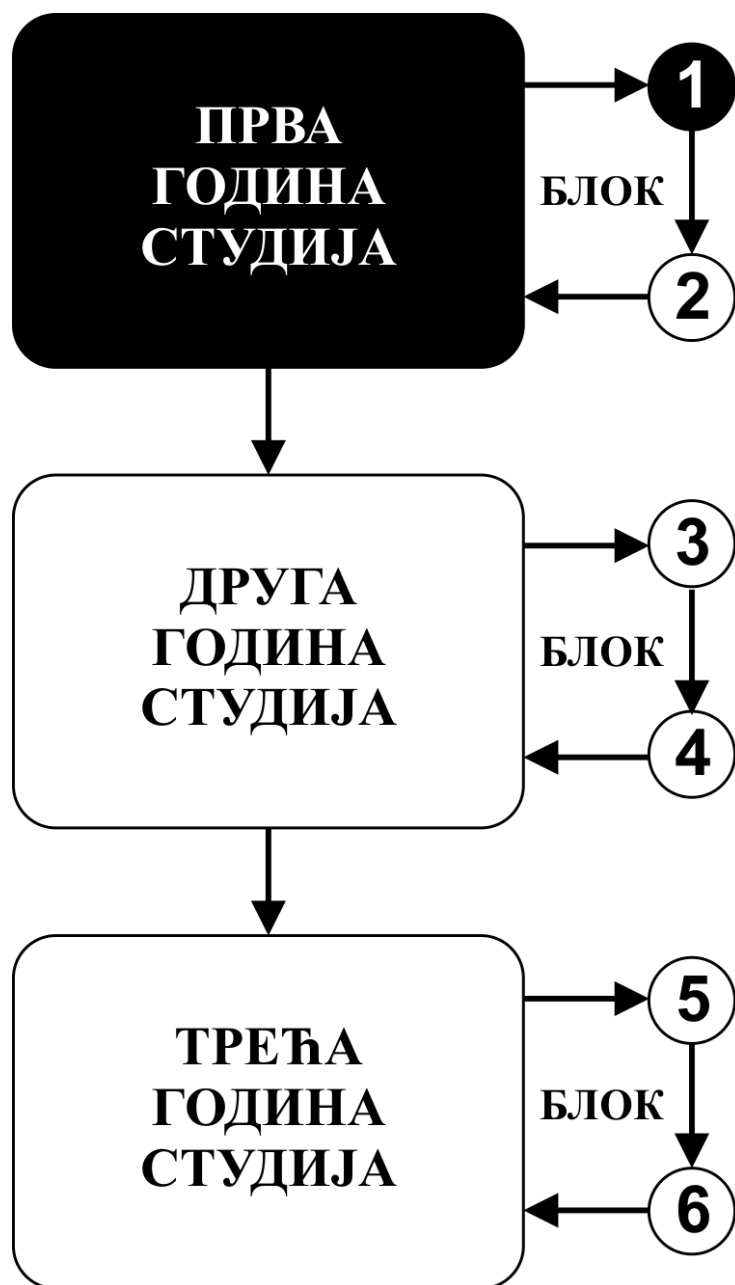 ПРВА
ГОДИНА
СТУДИЈА
1
БЛОК
2
ДРУГА
ГОДИНА
СТУДИЈА
3
БЛОК
4
ТРЕЋА
ГОДИНА
СТУДИЈА
5
БЛОК
6